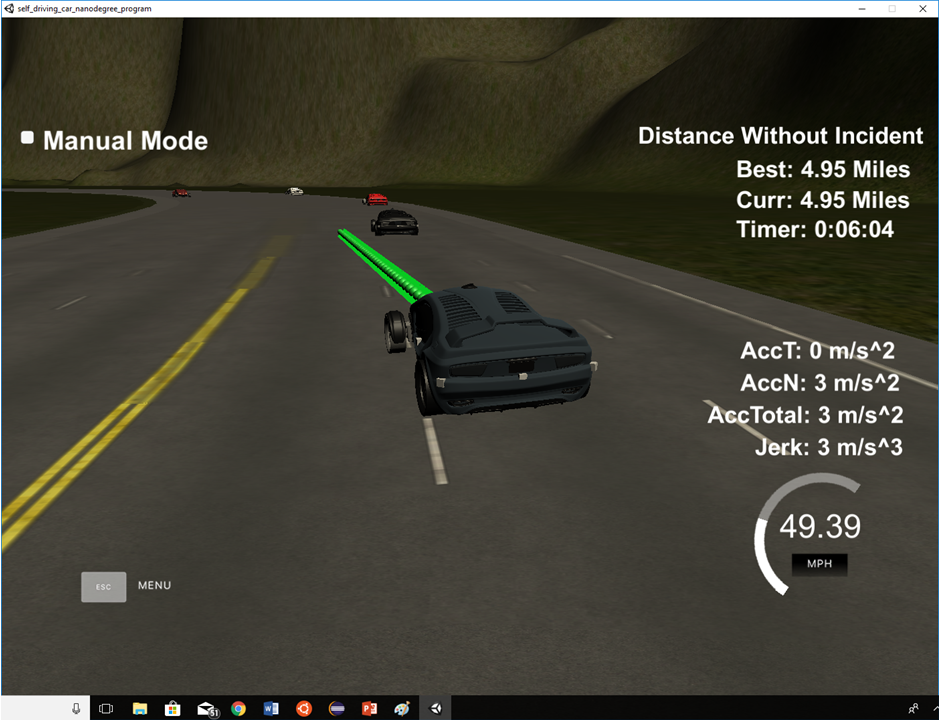 self_driving_car_nanodegree_program
Manual Mode
Distance Without Incident
Best: 4.95 Miles
Curr: 4.95 Miles
Timer: 0:06:04
AccT: 0 m/s^2
AccN: 3 m/s^2
AccTotal: 3 m/s^2
Jerk: 3 m/s^3
49.39
MPH
ESC MENU
51